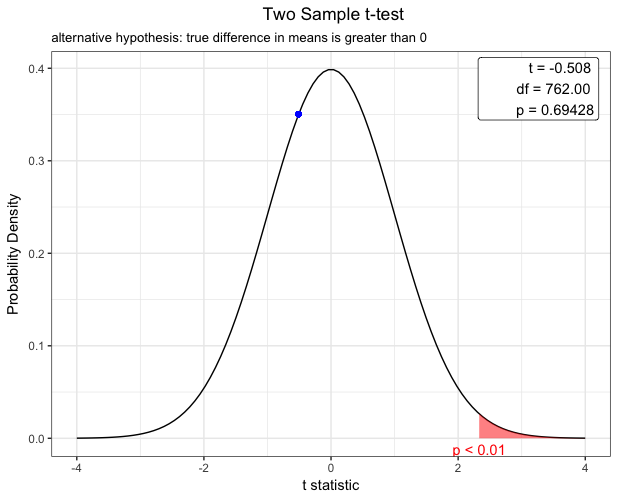 Two Sample t-test
alternative hypothesis: true difference in means is greater than 0
t = -0.508
df = 762.00
p = 0.69428
0.4
0.3
0.2
0.1
0.0
Probability Density
p < 0.01
-4 -2 0 2 4
t statistic